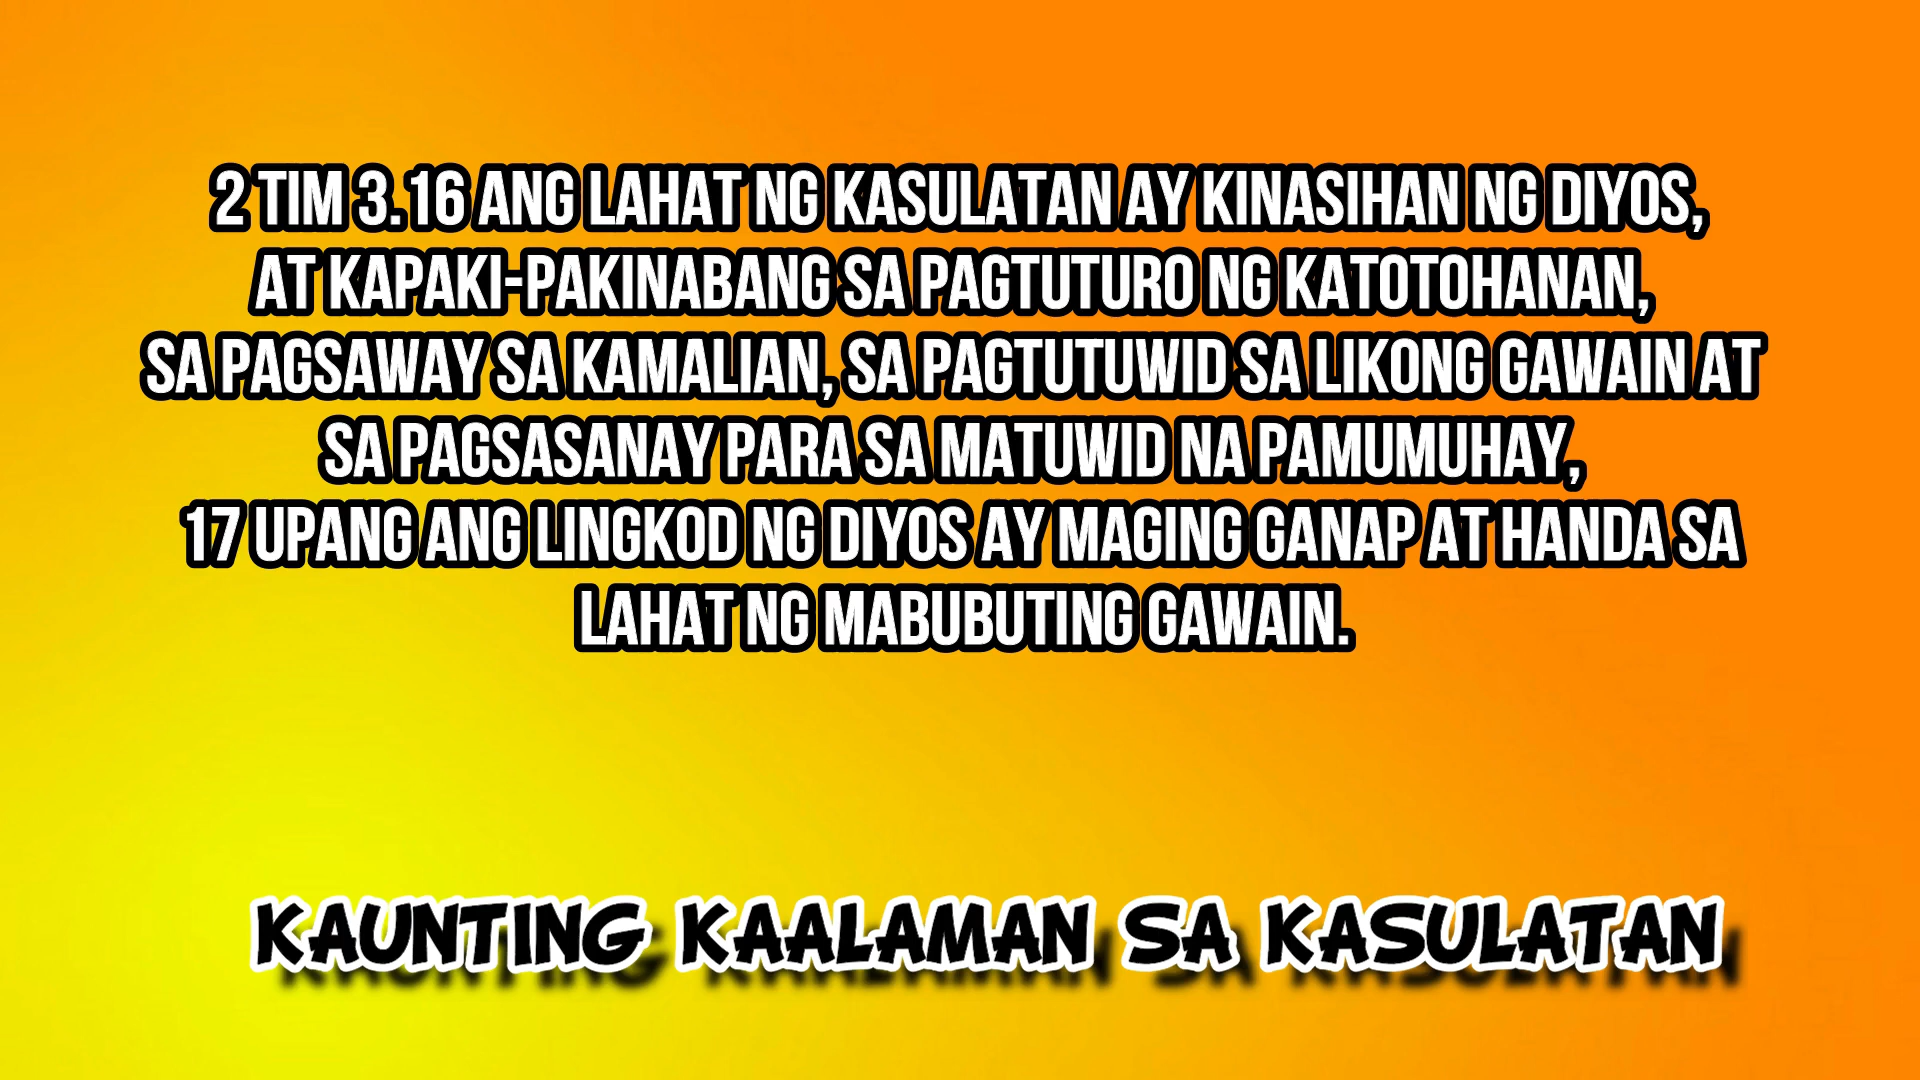 2 TIM 3.16 ANG LAHAT NG KASULATAN AY KINASIHAN NG DIYOS,
AT KAPAKI-PAKINABANG SA PAGTUTURO NG KATOTOHANAN,
SA PAGSAWAY SA KAMALIAN, SA PAGTUTUWID SA LIKONG GAWAIN AT
SA PAGSASANAY PARA SA MATUWID NA PAMUMUHAY,
17 UPANG ANG LINGKOD NG DIYOS AY MAGING GANAP AT HANDA SA
LAHAT NG MABUBUTING GAWAIN.
KAUNTING KAALAMAN SA KASULATAN